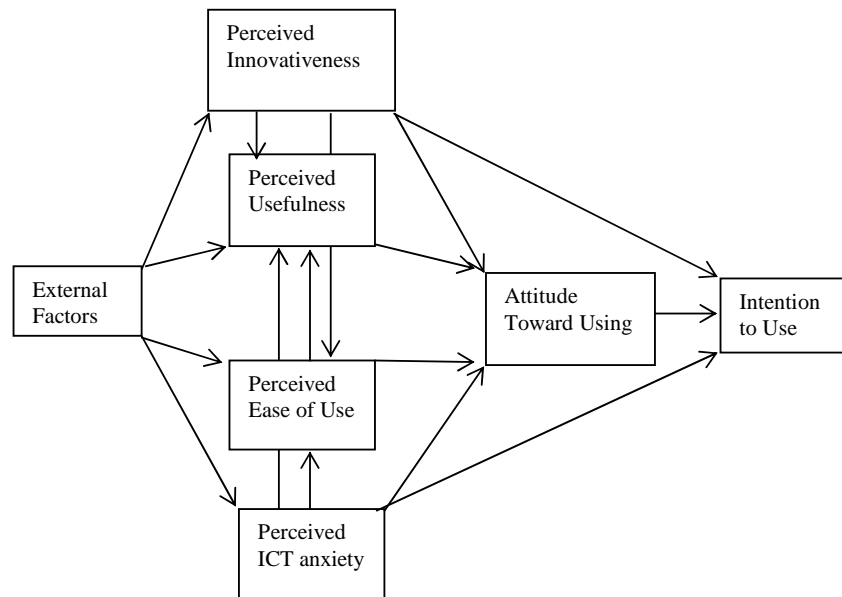 Perceived
Innovativeness
Perceived
Usefulness
External
Factors
Attitude
Toward Using
Intention
to Use
Perceived
Ease of Use
Perceived
ICT anxiety